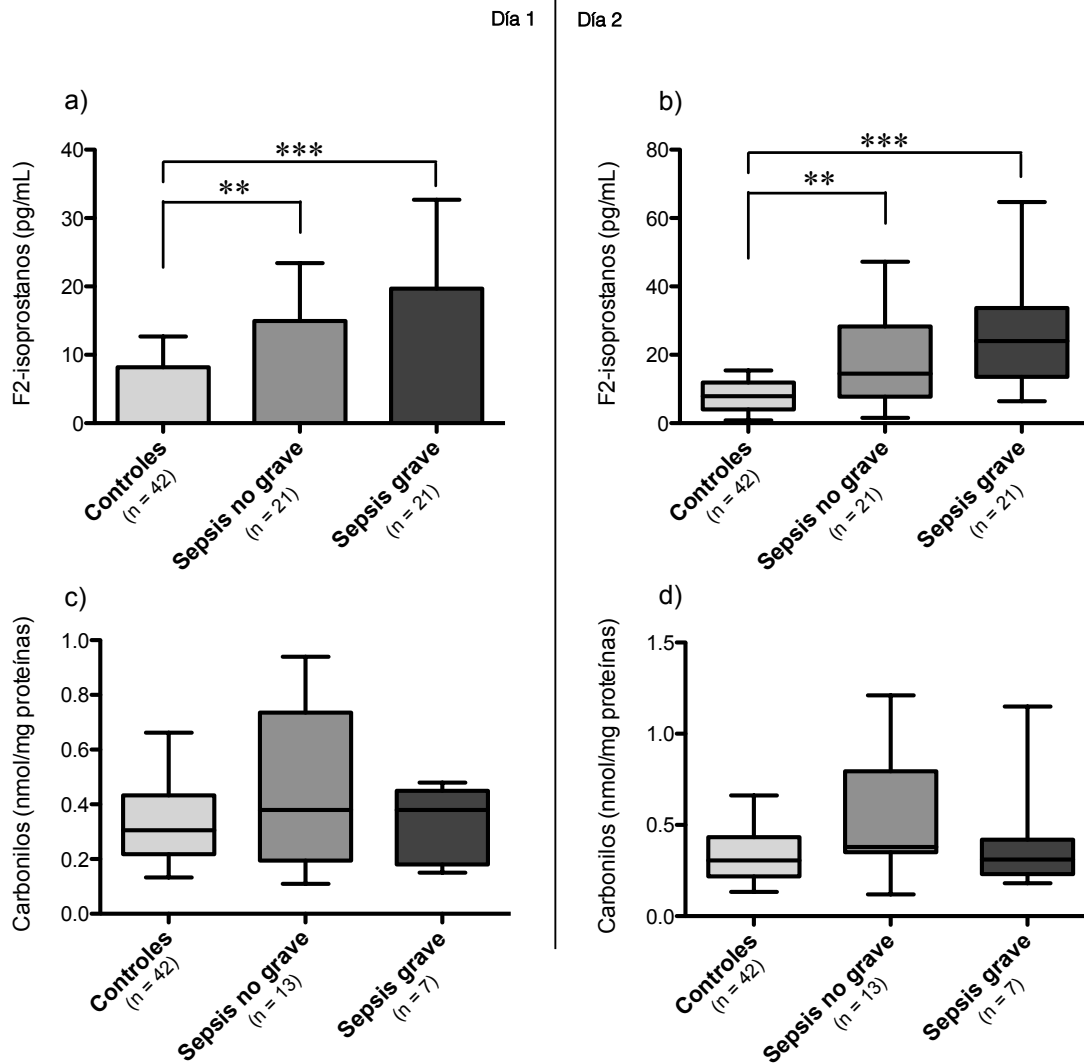 Día 1
Día 2
a)
F2-isoprostanos (pg/mL)
40
30
20
10
0
***
**
Controles
(n = 42)
Sepsis no grave
(n = 21)
Sepsis grave
(n = 21)
b)
F2-isoprostanos (pg/mL)
80
60
40
20
0
***
**
Controles
(n = 42)
Sepsis no grave
(n = 21)
Sepsis grave
(n = 21)
c)
Carbonilos (nmol/mg proteínas)
1.0
0.8
0.6
0.4
0.2
0.0
Controles
(n = 42)
Sepsis no grave
(n = 13)
Sepsis grave
(n = 7)
d)
Carbonilos (nmol/mg proteínas)
1.5
1.0
0.5
0.0
Controles
(n = 42)
Sepsis no grave
(n = 13)
Sepsis grave
(n = 7)